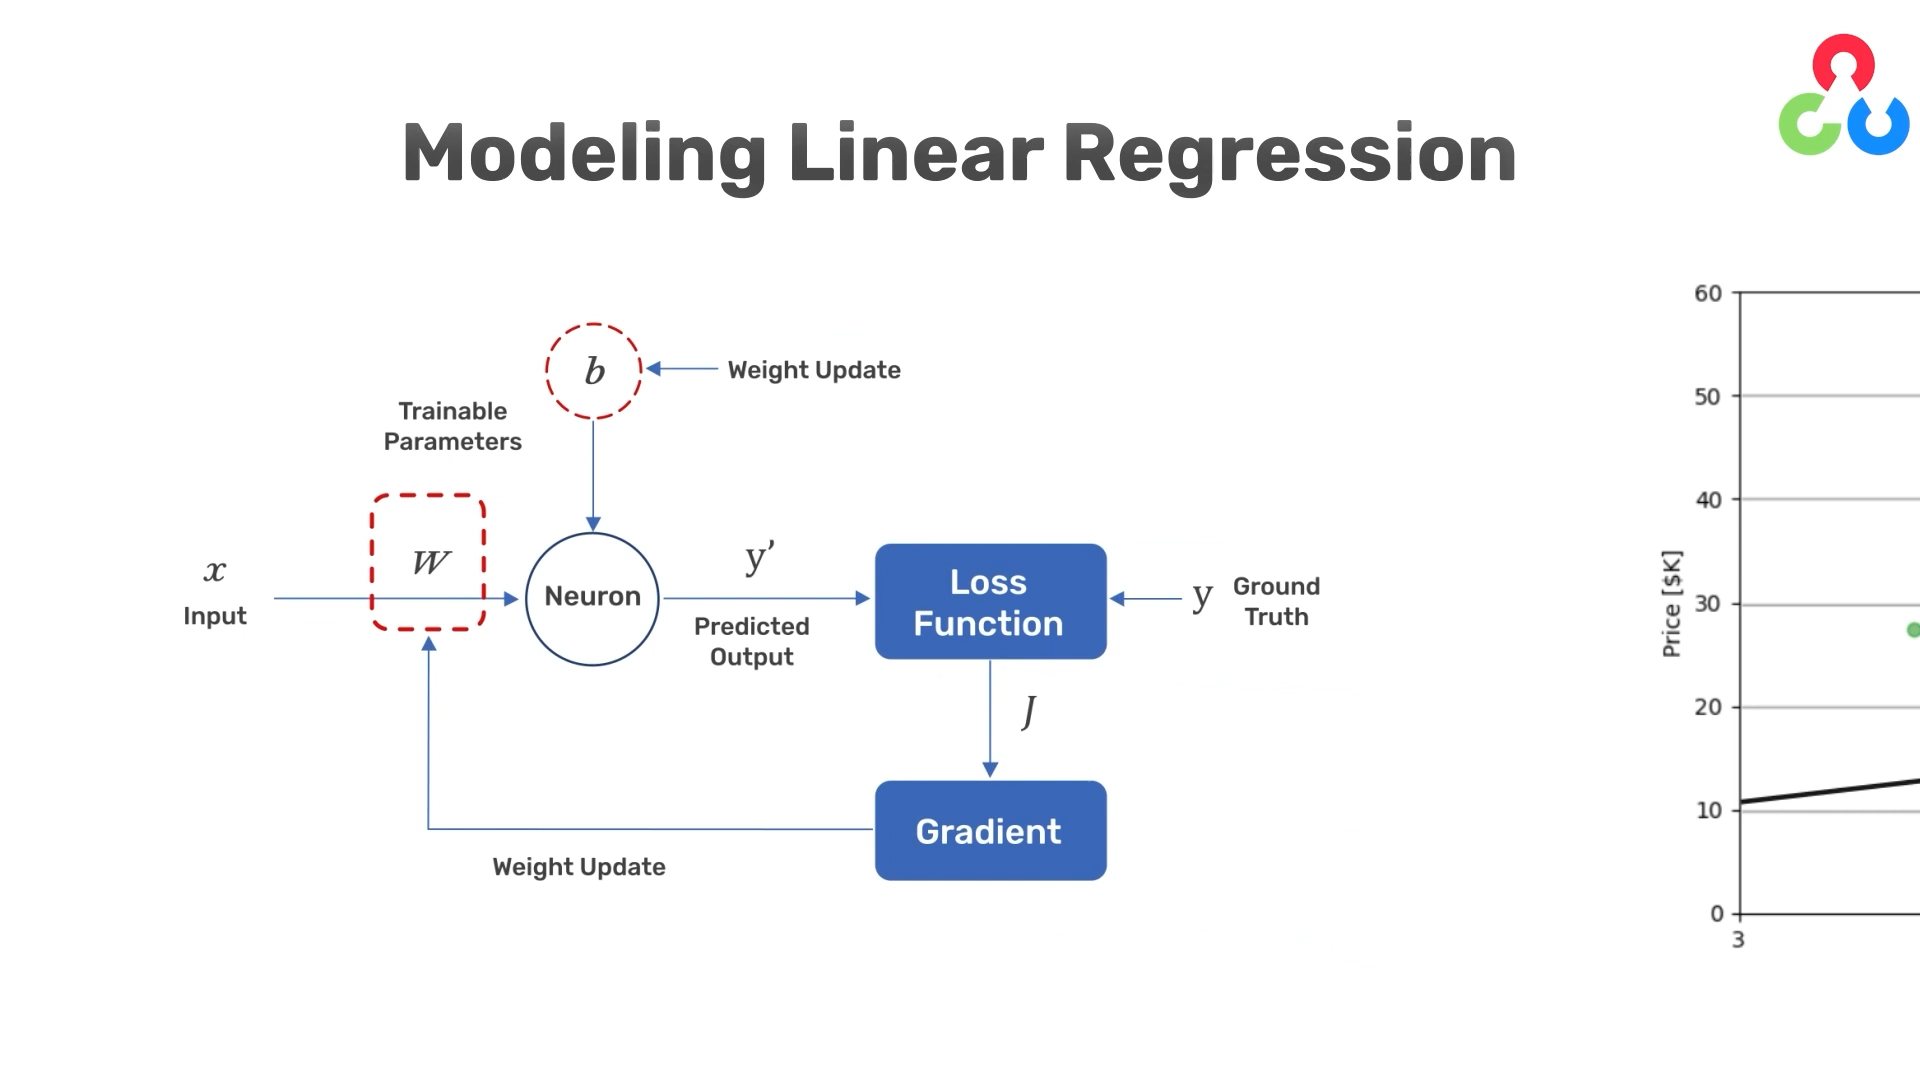 Modeling Linear Regression
b
Weight Update
Trainable
Parameters
W
x
Input
Neuron
y’
Predicted
Output
Loss
Function
y
Ground
Truth
J
Gradient
Weight Update
60
50
40
30
20
10
0
3
Price [$K]